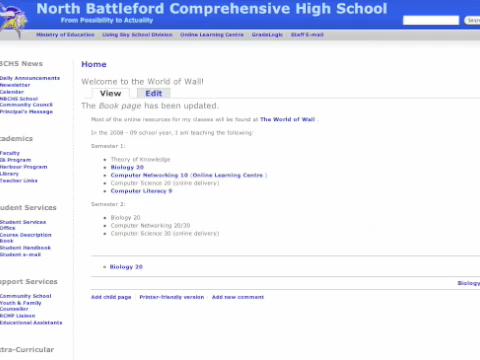 North Battleford Comprehensive High School
From Possibility to Actuality
Ministry of Education Living Sky School Division Online Learning Centre GradeLogic Staff E-mail
BCHS News
Daily Announcements
Newsletter
Calendar
NBCHS School
Community Council
Principal's Message
cademics
Faculty
IB Program
Harbour Program
Library
Teacher Links
tudent Services
Student Services
Office
Course Description
Book
Student Handbook
Student e-mail
upport Services
Community School
Youth & Family
Counsellor
RCMP Liaison
Educational Assistants
xtra-Curricular
Home
Welcome to the World of Wall!
View Edit
The Book page has been updated.
Most of the online resources for my classes will be found at The World of Wall .
In the 2008 - 09 school year, I am teaching the following:
Semester 1:
Theory of Knowledge
Biology 20
Computer Networking 10 (Online Learning Centre )
Computer Science 20 (online delivery)
Computer Literacy 9
Semester 2:
Biology 20
Computer Networking 20/30
Computer Science 30 (online delivery)
Biology 20
Biology
Add child page Printer-friendly version Add new comment